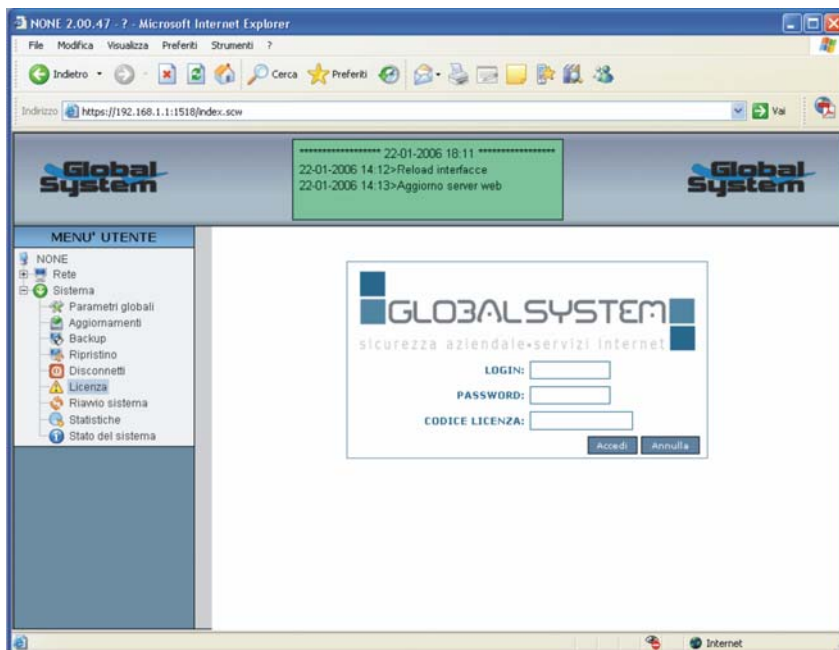 NONE 2.00.47 - ? - Microsoft Internet Explorer
File Modifica Visualizza Preferiti Strumenti ?
Indietro Cerca Preferiti
Indirizzo https://192.168.1.1:1518/index.scw Vai
Global System
****************** 22-01-2006 18:11 *****************
22-01-2006 14:12>Reload interfacce
22-01-2006 14:13>Aggiorno server web
Global System
MENU' UTENTE
NONE
Rete
Sistema
Parametri globali
Aggiornamenti
Backup
Ripristino
Disconnetti
Licenza
Riavvio sistema
Statistiche
Stato del sistema
GLOBALSYSTEM
sicurezza aziendale•servizi internet
LOGIN:
PASSWORD:
CODICE LICENZA:
Accedi Annulla
Internet